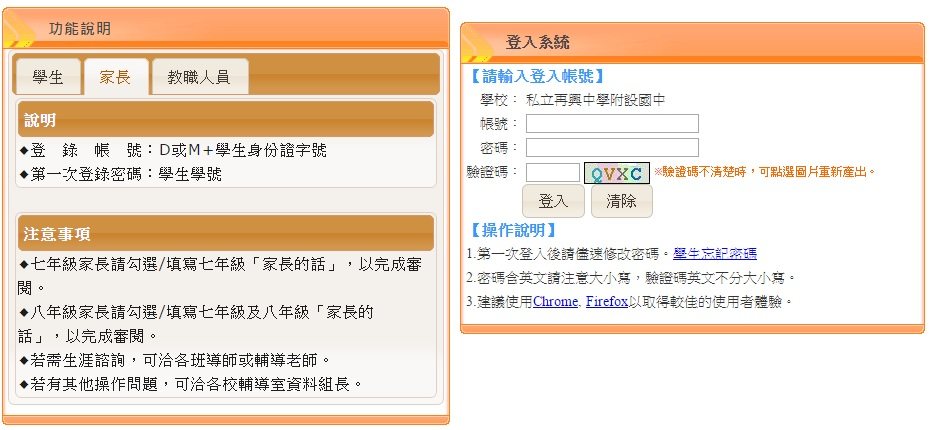 功能說明
學生
家長
教職人員
說明
◆登 錄 帳 號：D或M+學生身份證字號
◆第一次登錄密碼：學生學號
注意事項
◆七年級家長請勾選/填寫七年級「家長的話」，以完成審
閱。
◆八年級家長請勾選/填寫七年級及八年級「家長的
話」，以完成審閱。
◆若需生涯諮詢，可洽各班導師或輔導老師。
◆若有其他操作問題，可洽各校輔導室資料組長。
登入系統
【請輸入登入帳號】
學校： 私立再興中學附設國中
帳號：
密碼：
驗證碼： QVXC ※驗證碼不清楚時，可點選圖片重新產出。
登入 清除
【操作說明】
1.第一次登入後請儘速修改密碼。學生忘記密碼
2.密碼含英文請注意大小寫，驗證碼英文不分大小寫。
3.建議使用Chrome, Firefox以取得較佳的使用者體驗。